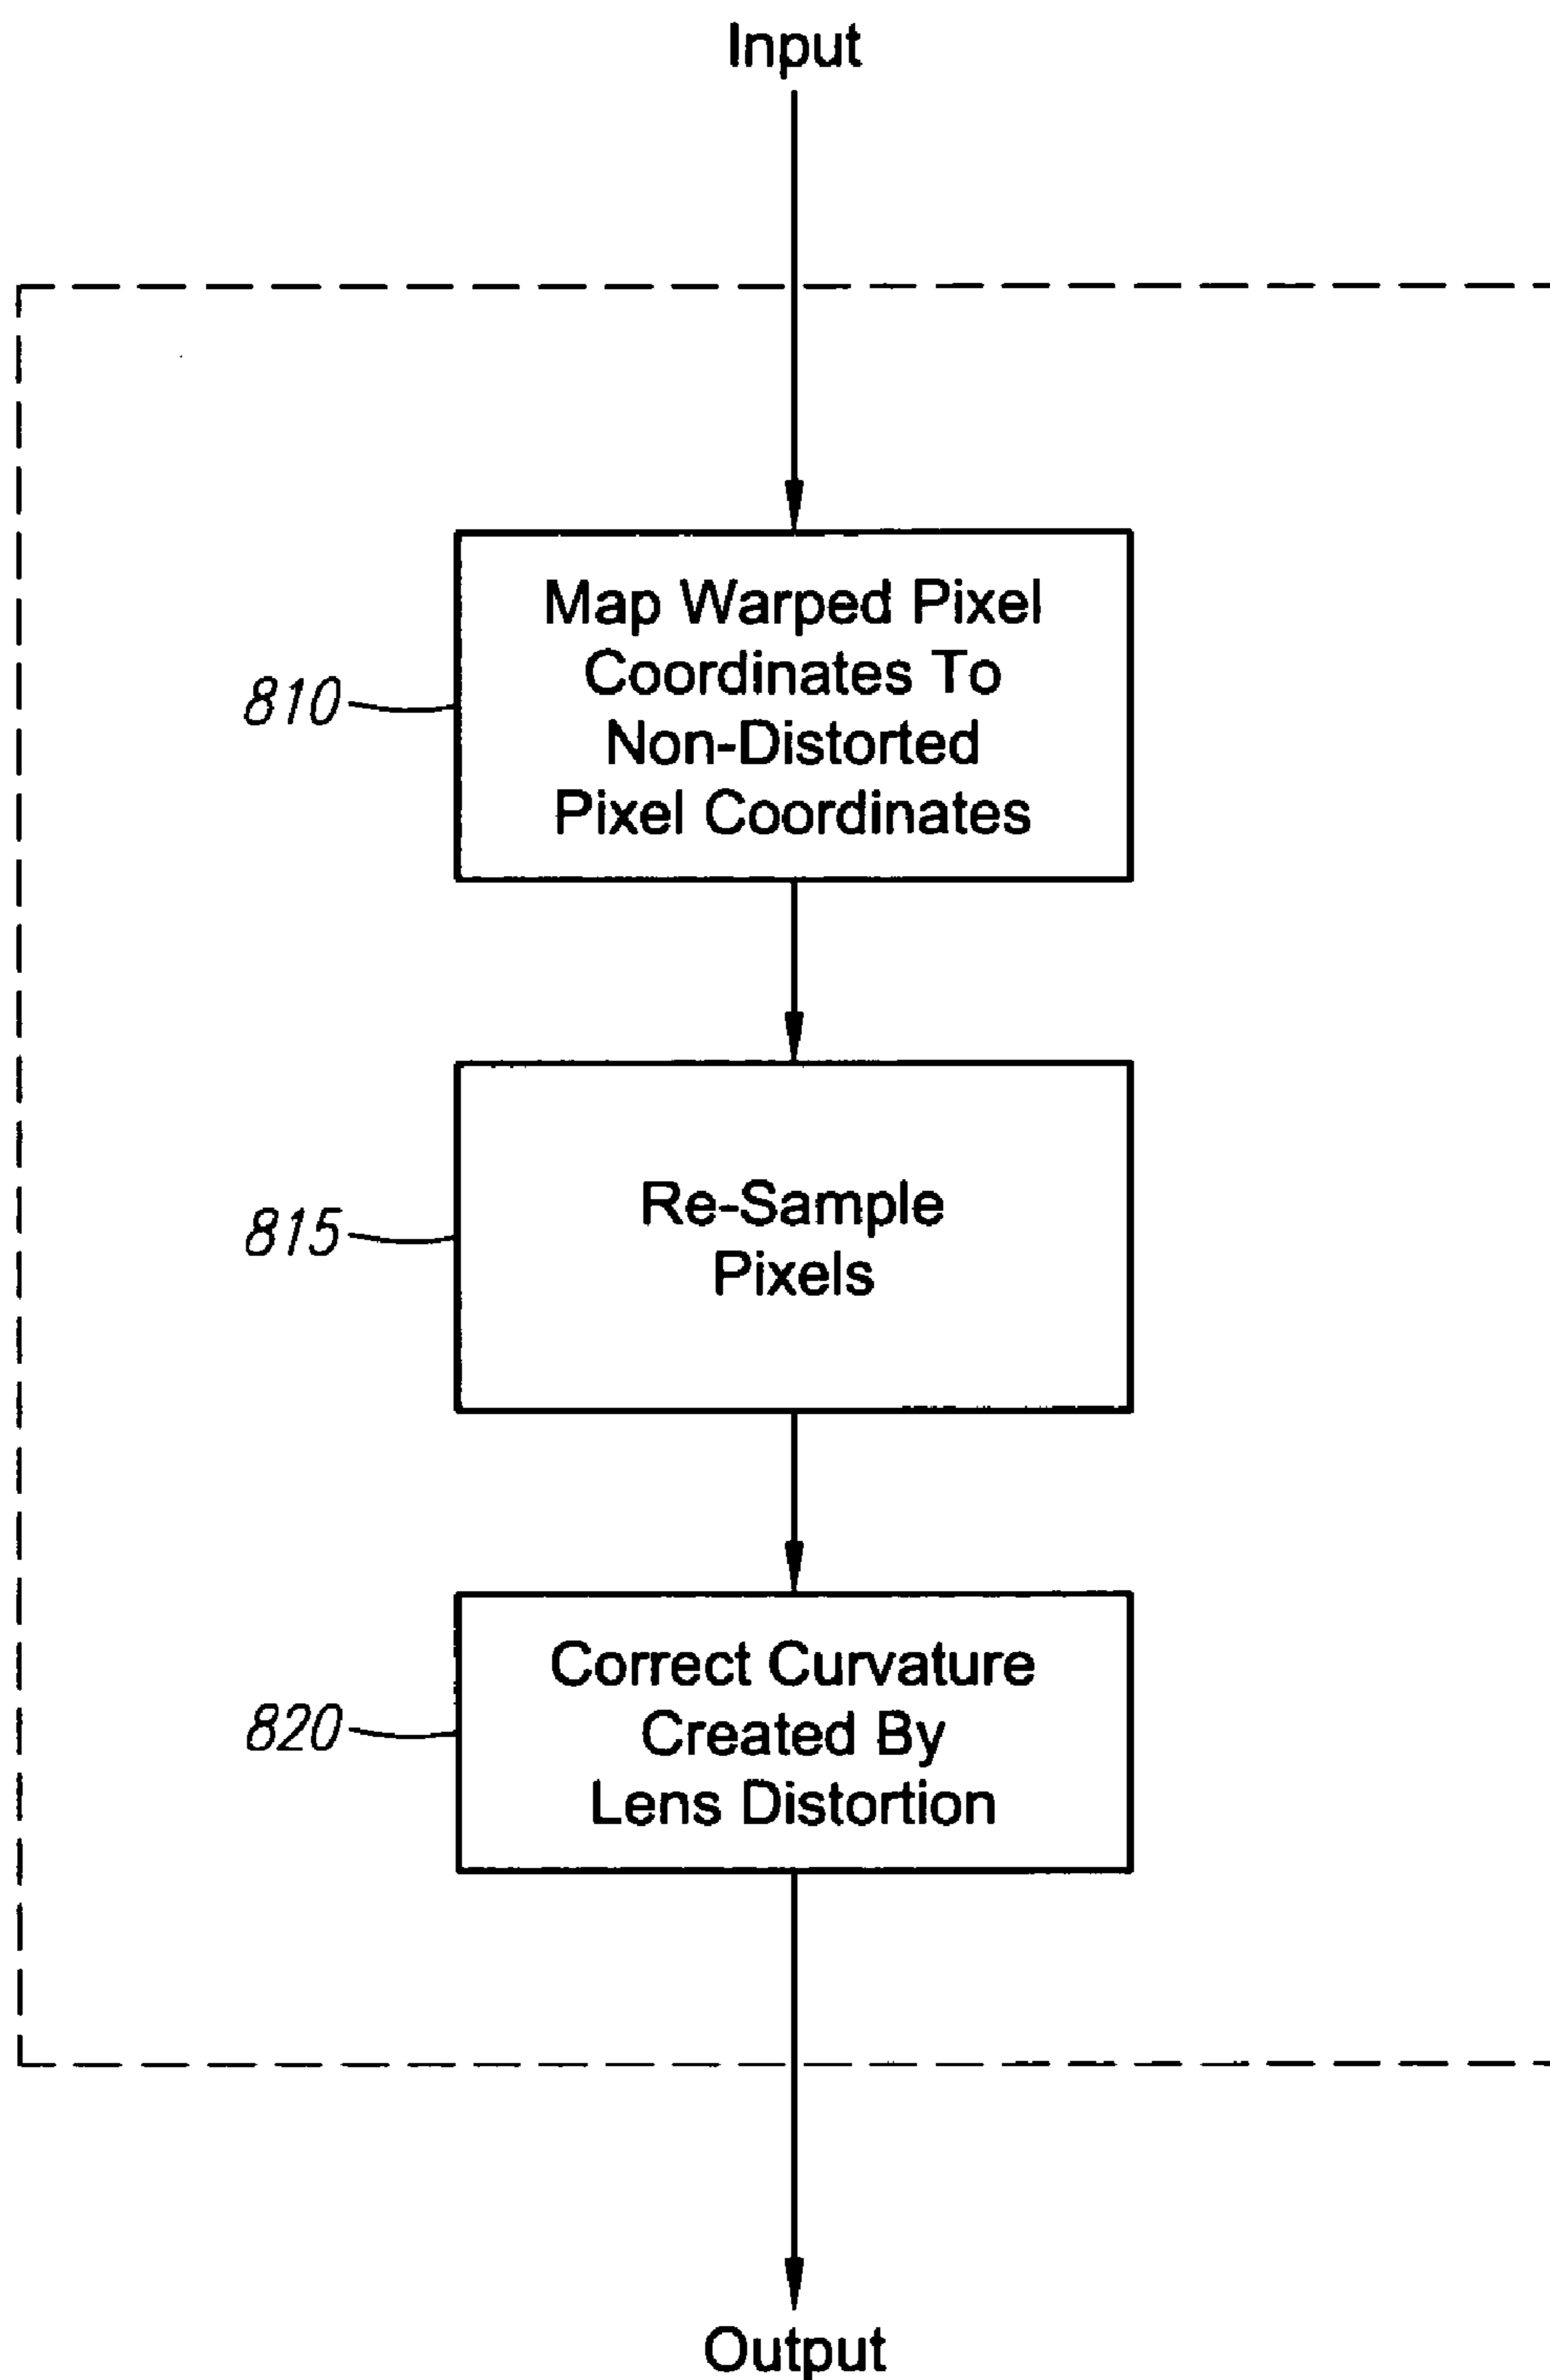 Input
Map Warped Pixel
Coordinates To
Non-Distorted
Pixel Coordinates
810
Re-Sample
Pixels
815
Correct Curvature
Created By
Lens Distortion
820
Output